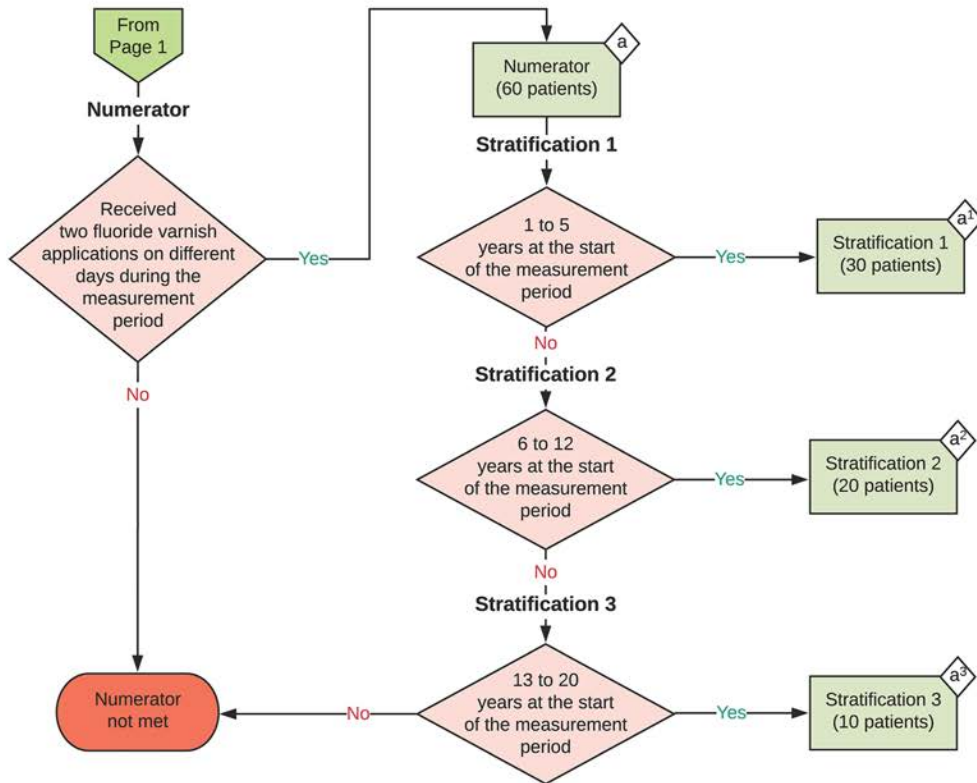 From
Page 1
Numerator
Received
two fluoride varnish
applications on different
days during the
measurement
period
Yes
No
Numerator
not met
a
Numerator
(60 patients)
Stratification 1
1 to 5
years at the start
of the measurement
period
Yes
a¹
Stratification 1
(30 patients)
No
Stratification 2
6 to 12
years at the start
of the measurement
period
Yes
a²
Stratification 2
(20 patients)
No
Stratification 3
13 to 20
years at the start
of the measurement
period
No
Yes
a³
Stratification 3
(10 patients)